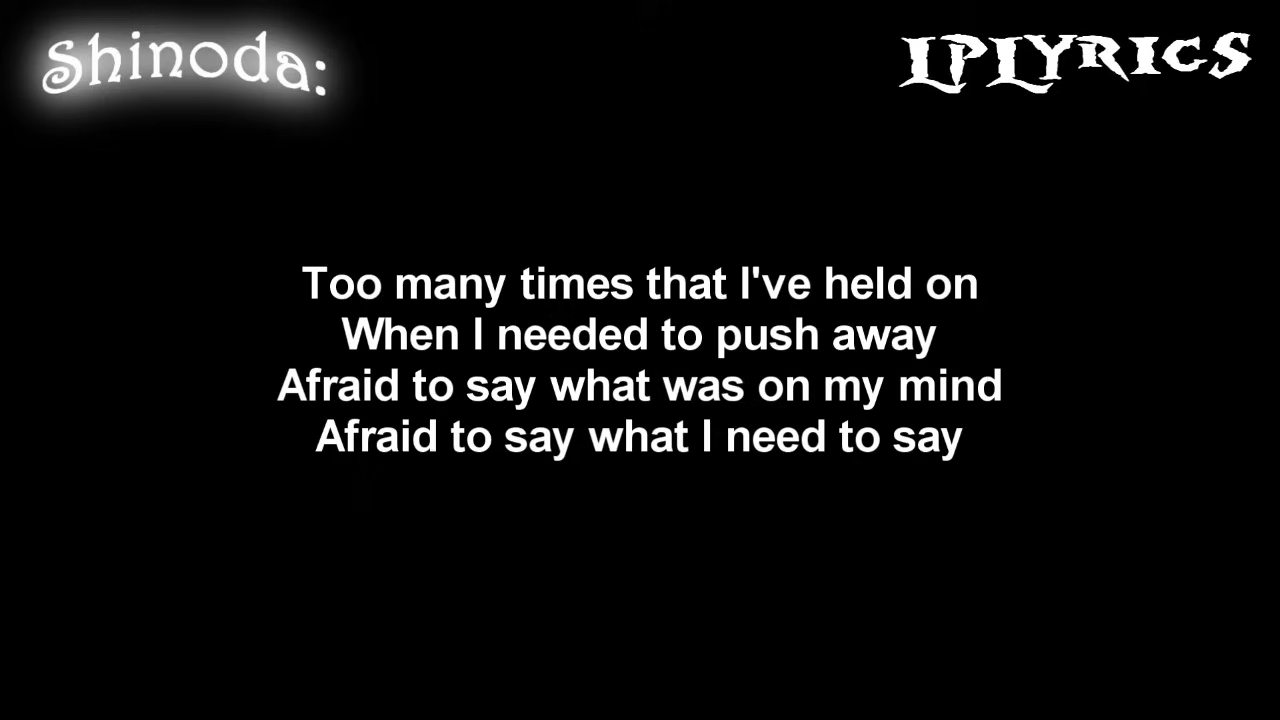 Shinoda:
LPLYRICS
Too many times that I've held on
When I needed to push away
Afraid to say what was on my mind
Afraid to say what I need to say